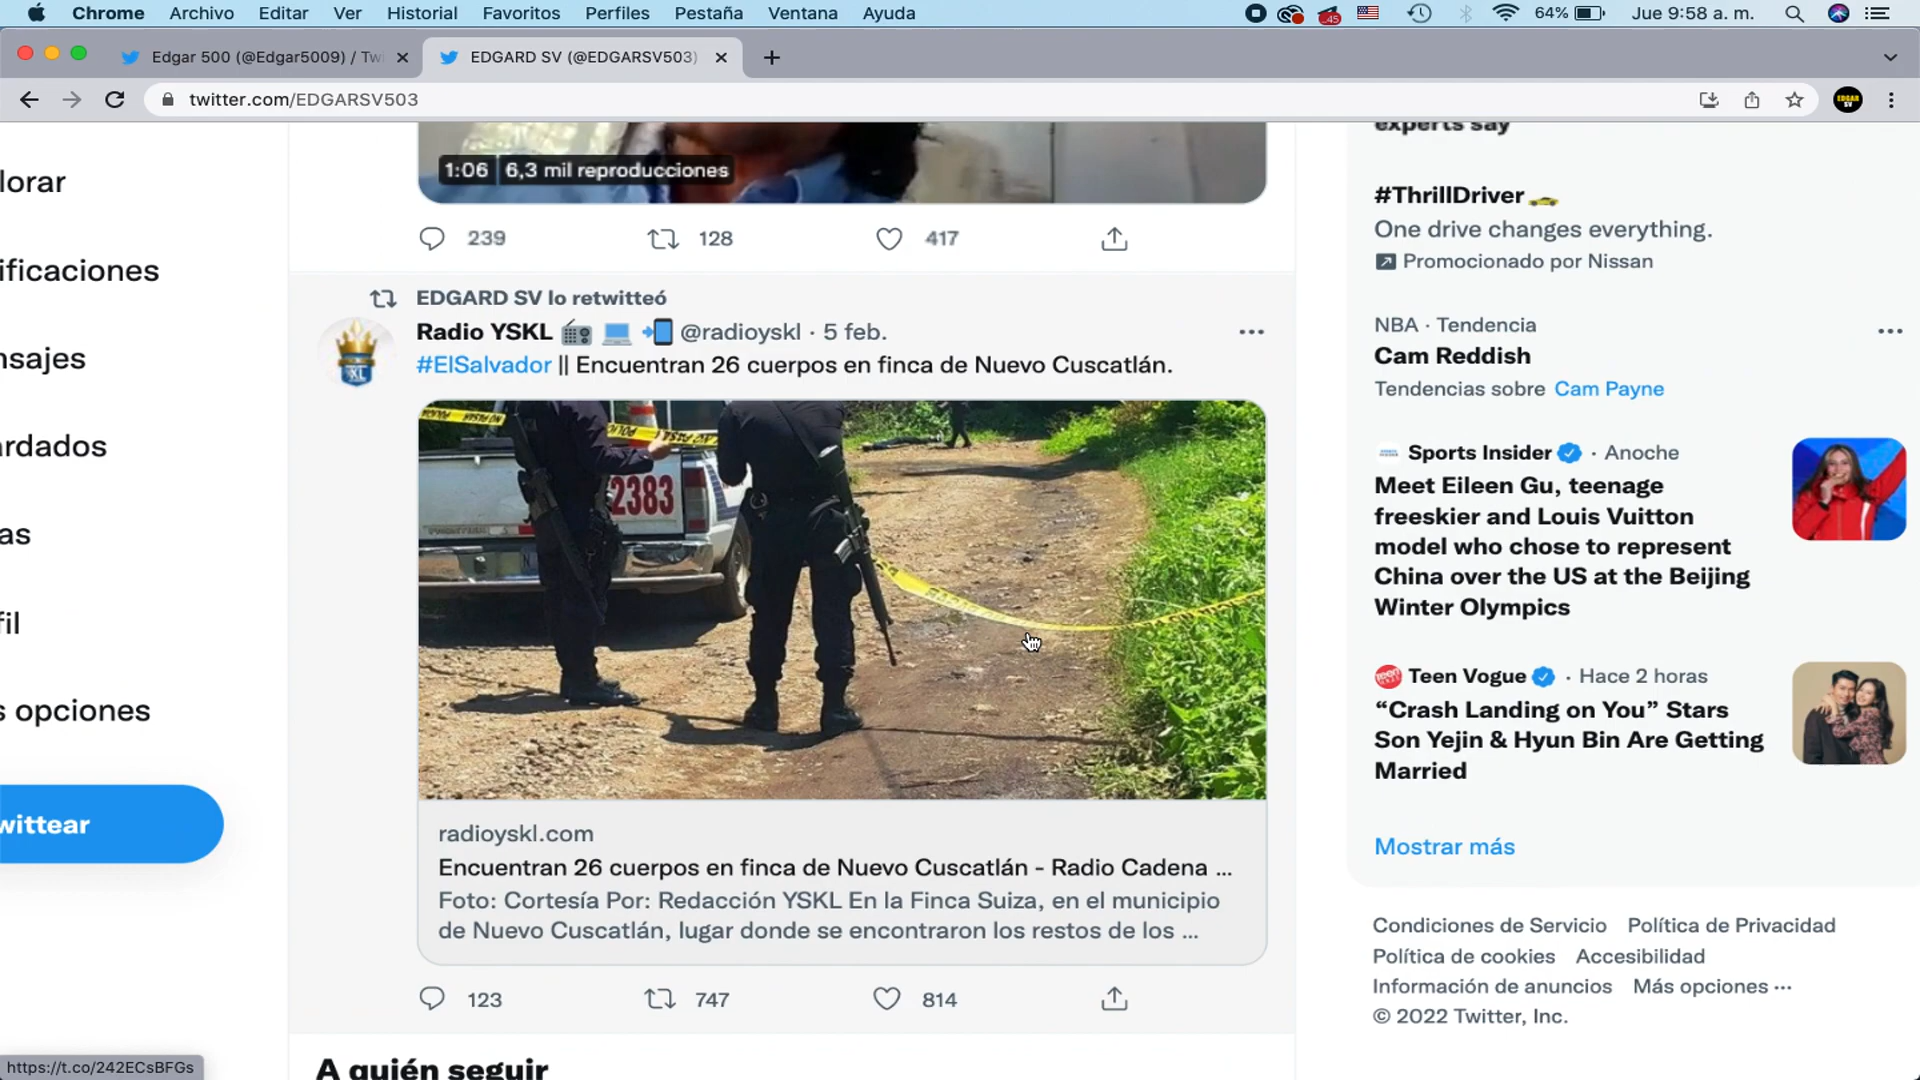 Chrome Archivo Editar Ver Historial Favoritos Perfiles Pestaña Ventana Ayuda
45 64% Jue 9:58 a. m.
Edgar 500 (@Edgar5009) / Tw
EDGARD SV (@EDGARSV503)
twitter.com/EDGARSV503
EDGAR SV
lorar
ificaciones
nsajes
ardados
as
fil
s opciones
wittear
1:06 6,3 mil reproducciones
239 128 417
EDGARD SV lo retwitteó
Radio YSKL @radioyskl · 5 feb.
#ElSalvador || Encuentran 26 cuerpos en finca de Nuevo Cuscatlán.
2383
radioyskl.com
Encuentran 26 cuerpos en finca de Nuevo Cuscatlán - Radio Cadena ...
Foto: Cortesía Por: Redacción YSKL En la Finca Suiza, en el municipio
de Nuevo Cuscatlán, lugar donde se encontraron los restos de los ...
123 747 814
A quién seguir
https://t.co/242ECsBFGs
experts say
#ThrillDriver
One drive changes everything.
Promocionado por Nissan
NBA · Tendencia
Cam Reddish
Tendencias sobre Cam Payne
Sports Insider · Anoche
Meet Eileen Gu, teenage
freeskier and Louis Vuitton
model who chose to represent
China over the US at the Beijing
Winter Olympics
Teen Vogue · Hace 2 horas
“Crash Landing on You” Stars
Son Yejin & Hyun Bin Are Getting
Married
Mostrar más
Condiciones de Servicio Política de Privacidad
Política de cookies Accesibilidad
Información de anuncios Más opciones ···
© 2022 Twitter, Inc.